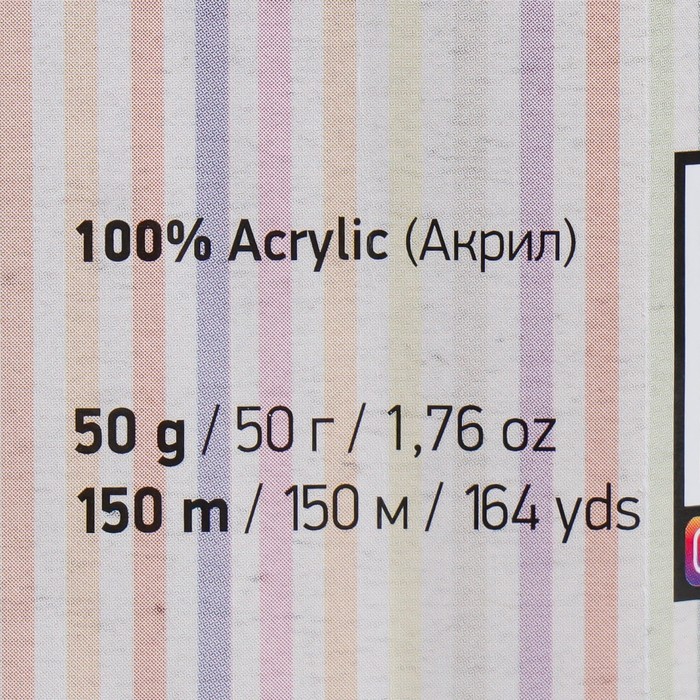 100% Acrylic (Акрил)
50 g / 50 г / 1,76 oz
150 m / 150 м / 164 yds